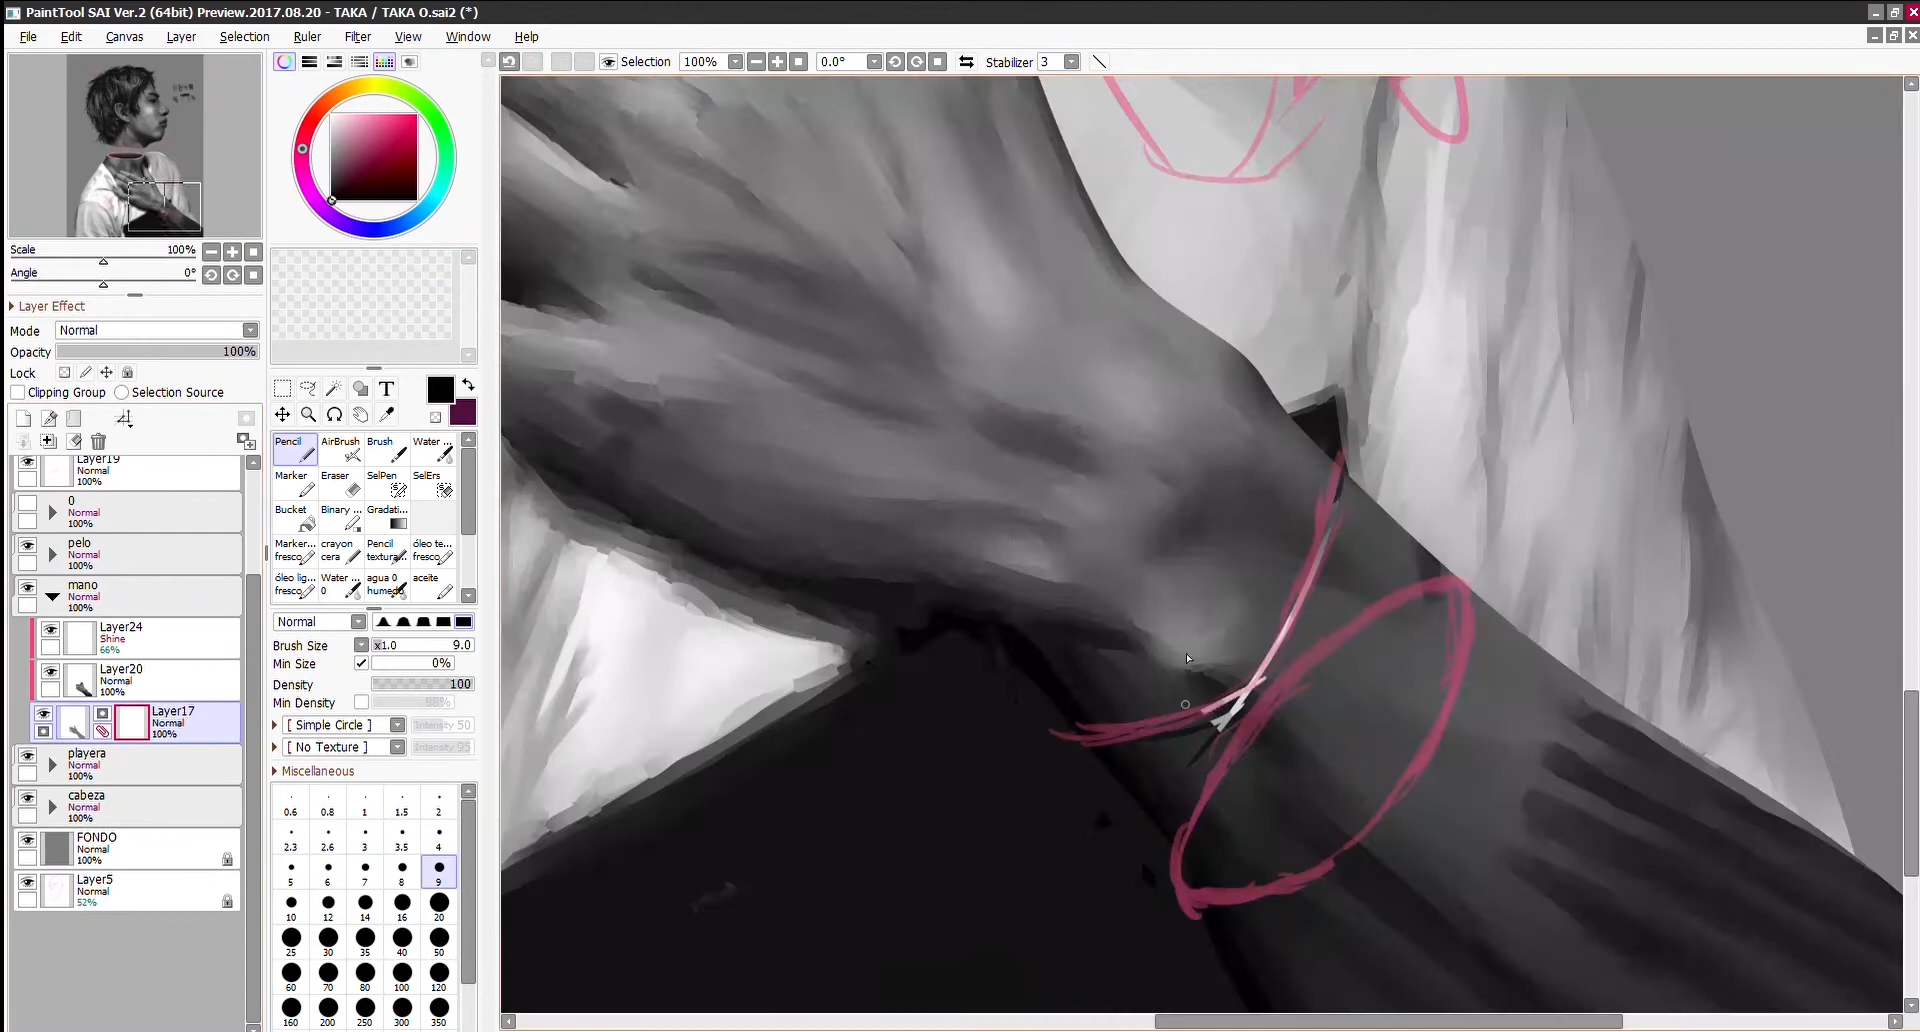 PaintTool SAI Ver.2 (64bit) Preview.2017.08.20 - TAKA / TAKA O.sai2 (*)
File Edit Canvas Layer Selection Ruler Filter View Window Help
Selection 100% 0.0° Stabilizer 3
Scale 100%
Angle 0°
Layer Effect
Mode Normal
Opacity 100%
Lock
Clipping Group Selection Source
Layer19
Normal
100%
0
Normal
100%
pelo
Normal
100%
mano
Normal
100%
Layer24
Shine
66%
Layer20
Normal
100%
Layer17
Normal
100%
playera
Normal
100%
cabeza
Normal
100%
FONDO
Normal
100%
Layer5
Normal
52%
T
Pencil AirBrush Brush Water ...
Marker Eraser SelPen SelErs
Bucket Binary ... Gradati...
Marker... crayon Pencil óleo te...
fresco cera textura... fresco
óleo lig... Water ... agua 0 aceite
fresco 0 humedo
Normal
Brush Size x1.0 9.0
Min Size 0%
Density 100
Min Density 88%
[ Simple Circle ] Intensity 50
[ No Texture ] Intensity 95
Miscellaneous
0.6 0.8 1 1.5 2
2.3 2.6 3 3.5 4
5 6 7 8 9
10 12 14 16 20
25 30 35 40 50
60 70 80 100 120
160 200 250 300 350